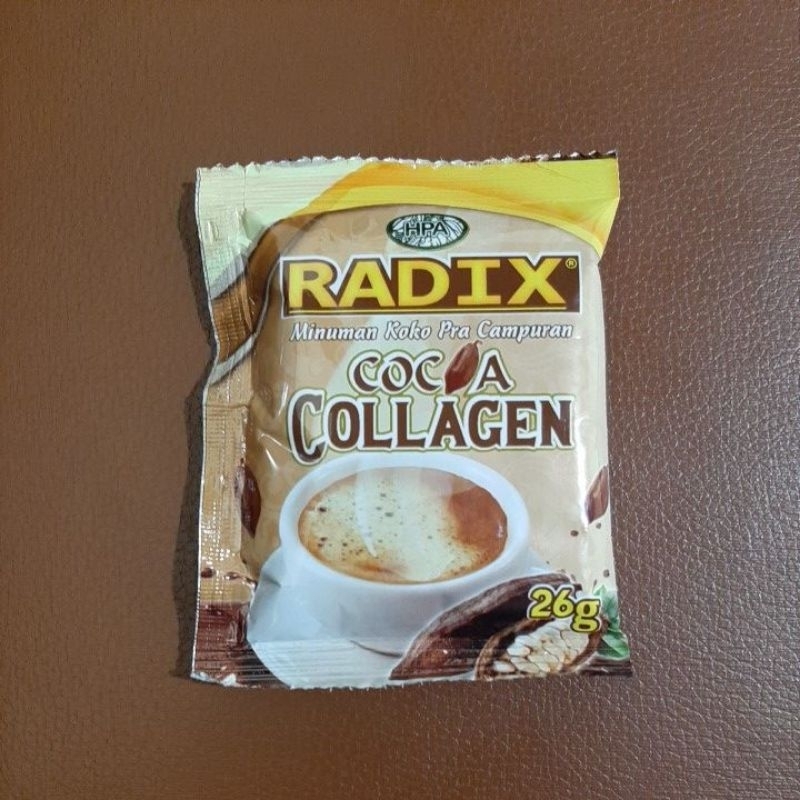 HPA
RADIX®
Minuman Koko Pra Campuran
COCOA
COLLAGEN
26g